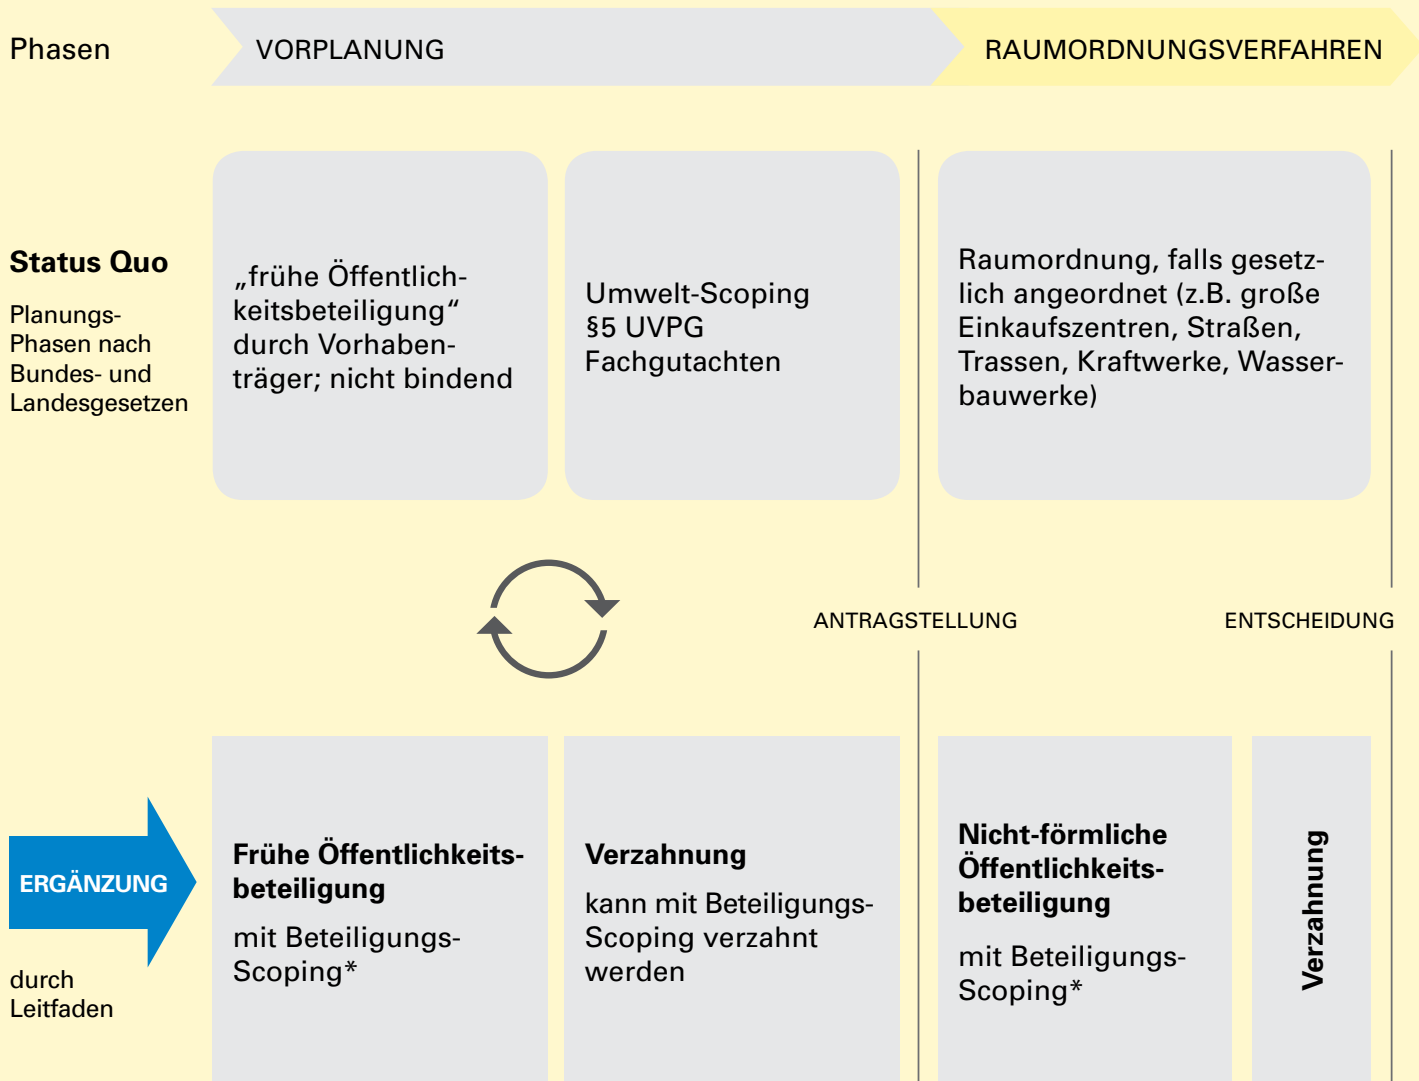 Phasen
VORPLANUNG
RAUMORDNUNGSVERFAHREN
Status Quo
Planungs-
Phasen nach
Bundes- und
Landesgesetzen
„frühe Öffentlich-
keitsbeteiligung“
durch Vorhaben-
träger; nicht bindend
Umwelt-Scoping
§5 UVPG
Fachgutachten
Raumordnung, falls gesetz-
lich angeordnet (z.B. große
Einkaufszentren, Straßen,
Trassen, Kraftwerke, Wasser-
bauwerke)
ANTRAGSTELLUNG
ENTSCHEIDUNG
ERGÄNZUNG
durch
Leitfaden
Frühe Öffentlichkeits-
beteiligung
mit Beteiligungs-
Scoping*
Verzahnung
kann mit Beteiligungs-
Scoping verzahnt
werden
Nicht-förmliche
Öffentlichkeits-
beteiligung
mit Beteiligungs-
Scoping*
Verzahnung